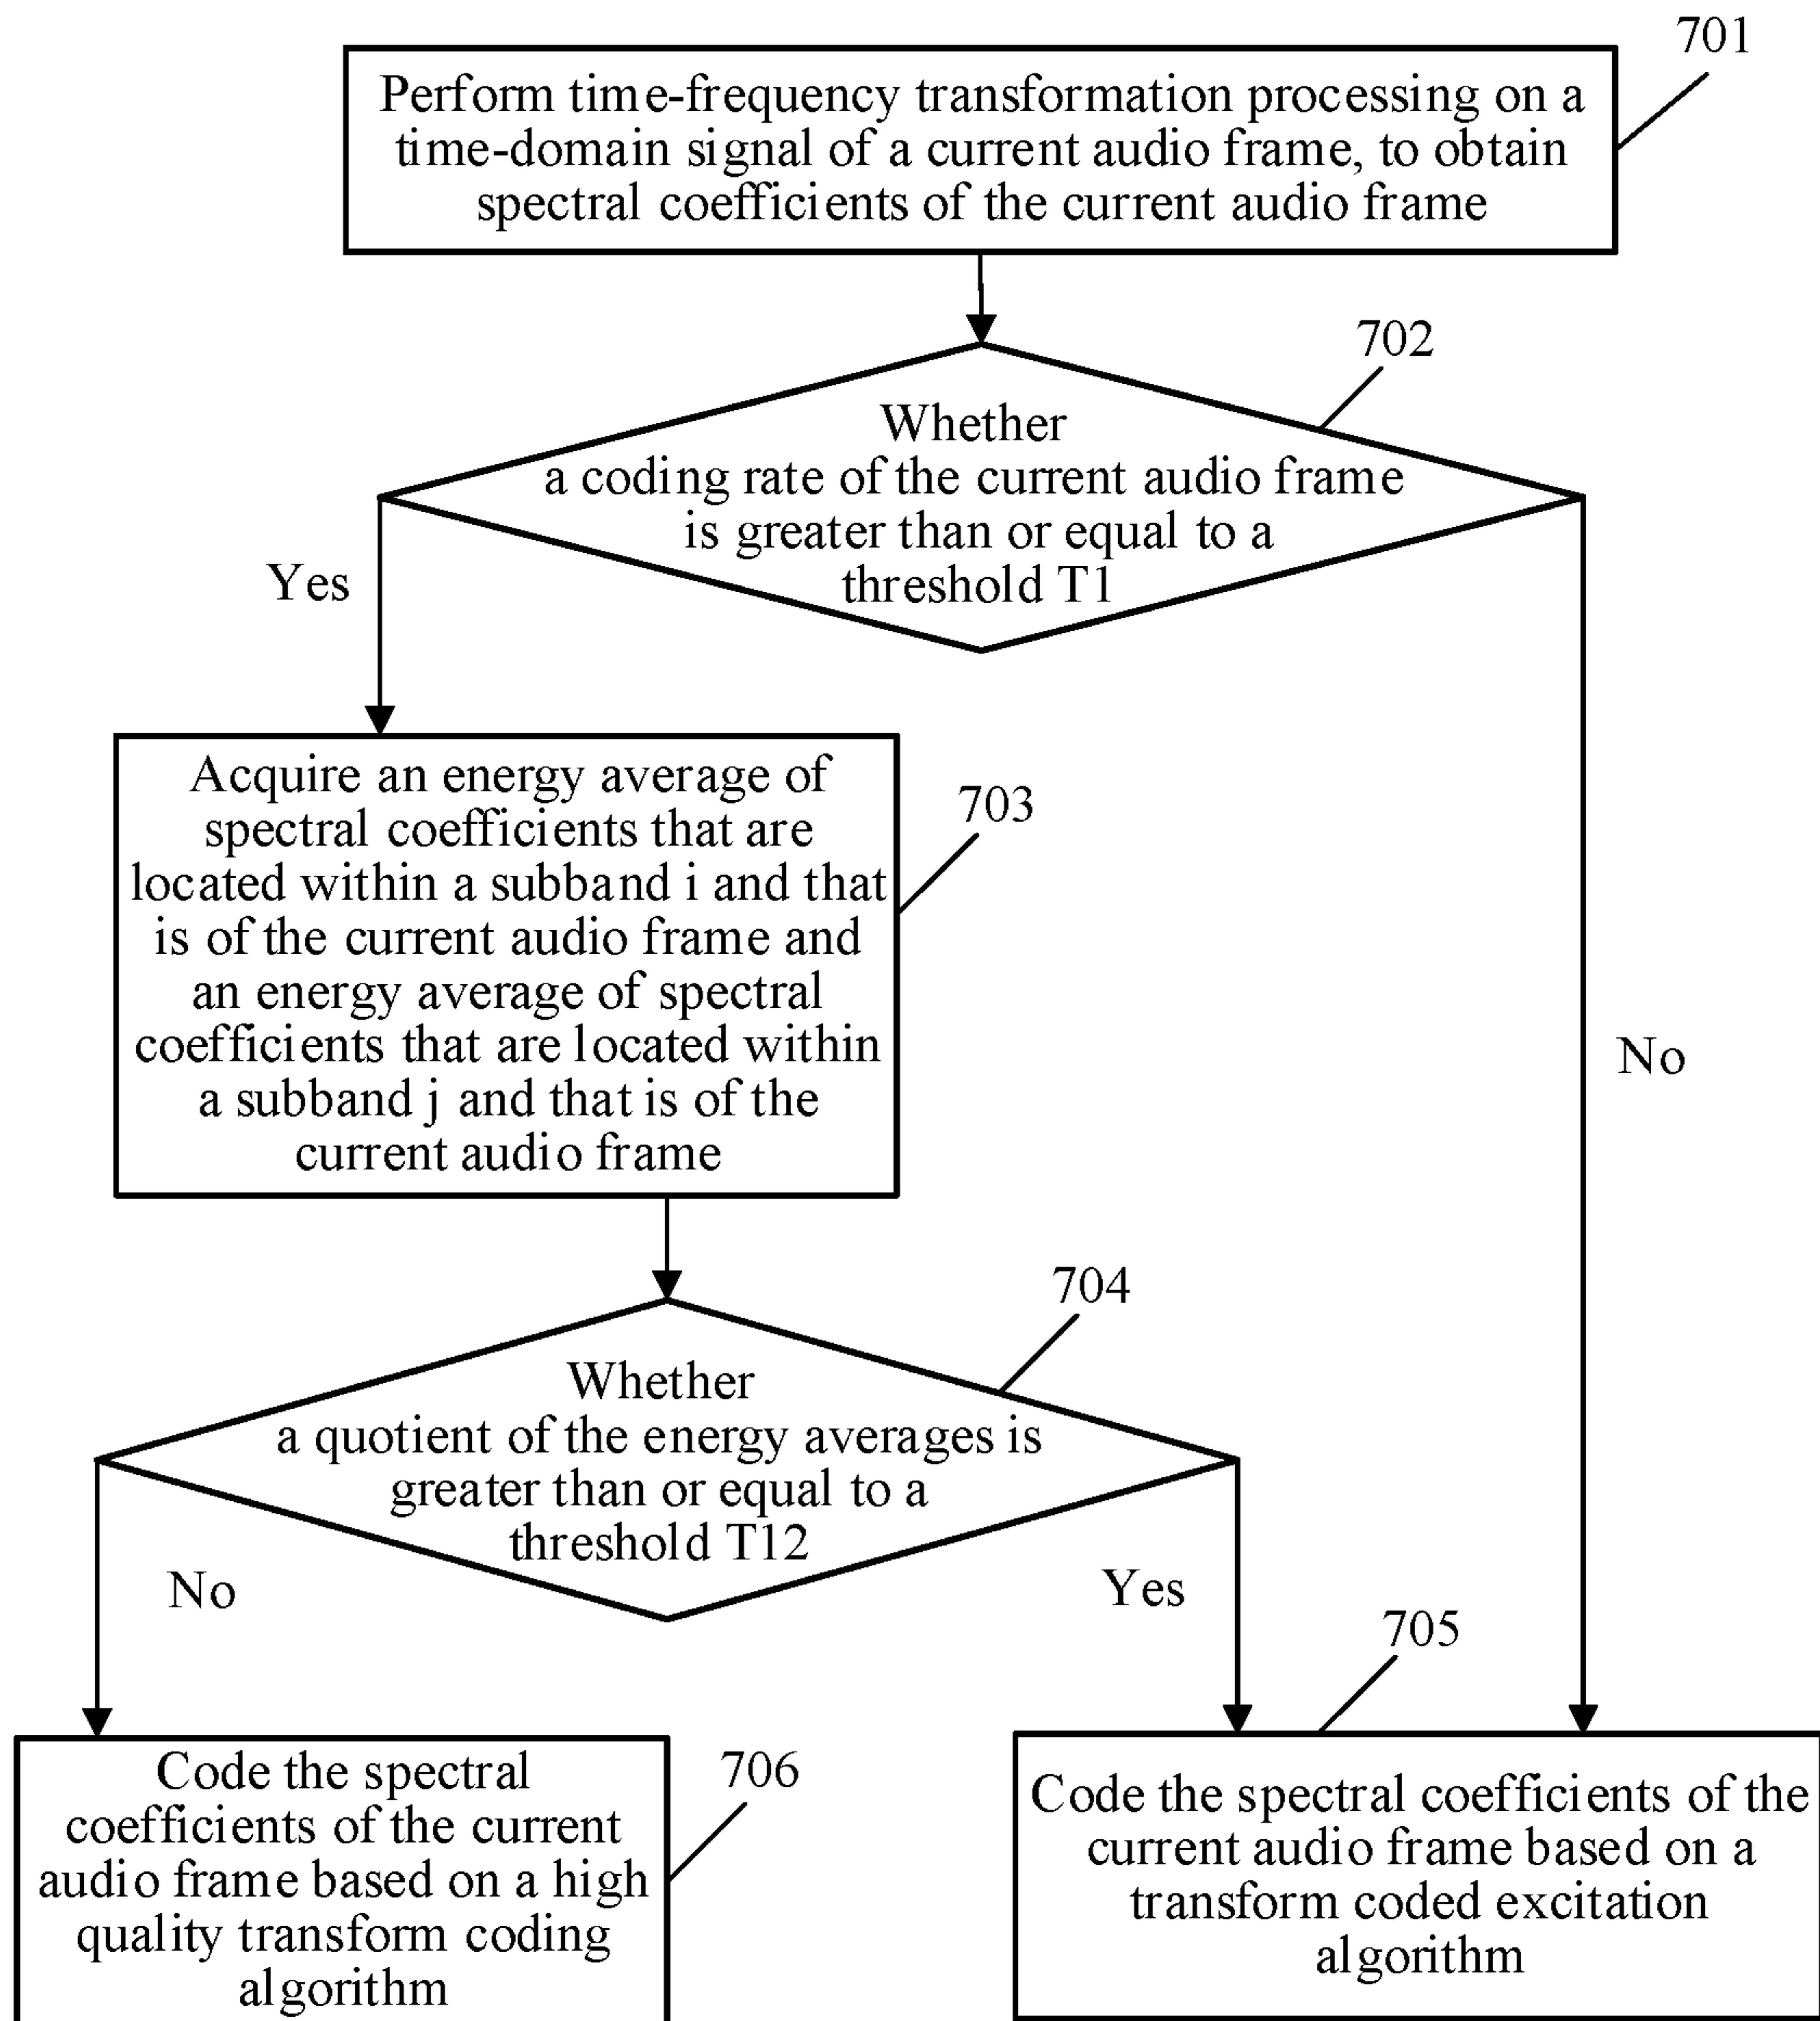 701
Perform time-frequency transformation processing on a
time-domain signal of a current audio frame, to obtain
spectral coefficients of the current audio frame
702
Whether
a coding rate of the current audio frame
is greater than or equal to a
threshold T1
Yes
No
703
Acquire an energy average of
spectral coefficients that are
located within a subband i and that
is of the current audio frame and
an energy average of spectral
coefficients that are located within
a subband j and that is of the
current audio frame
704
Whether
a quotient of the energy averages is
greater than or equal to a
threshold T12
No
Yes
705
706
Code the spectral
coefficients of the current
audio frame based on a high
quality transform coding
algorithm
Code the spectral coefficients of the
current audio frame based on a
transform coded excitation
algorithm